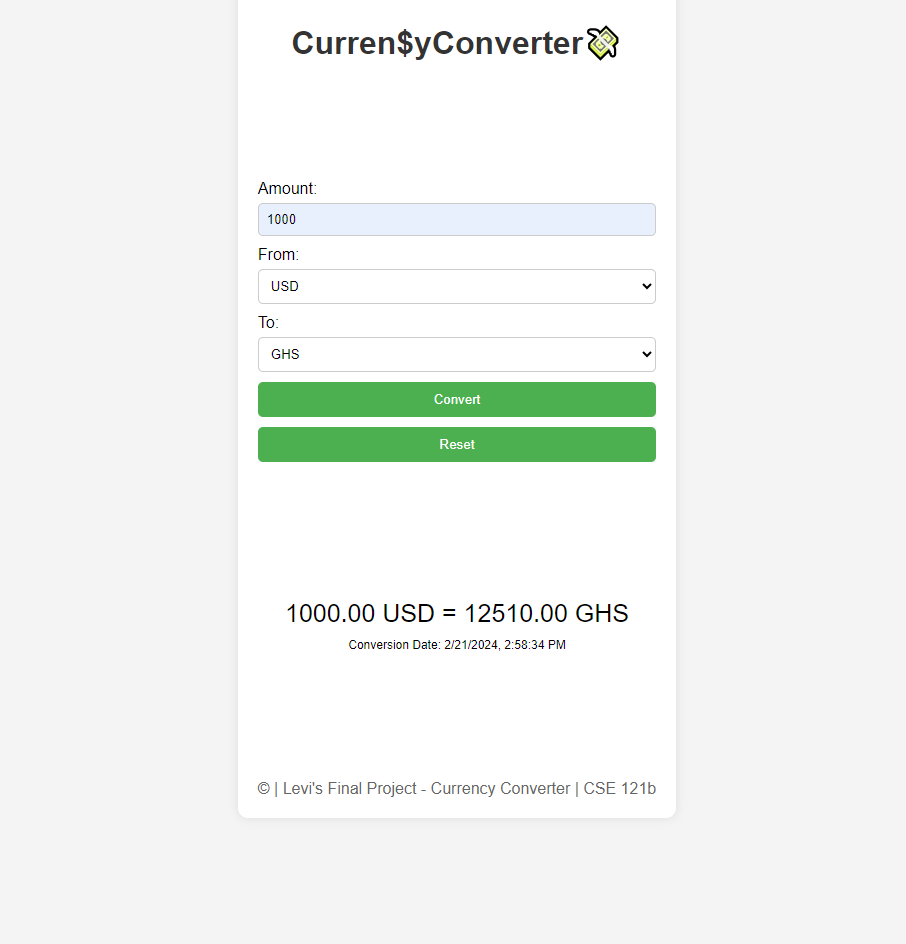 Curren$yConverter💸
Amount:
1000
From:
USD
To:
GHS
Convert
Reset
1000.00 USD = 12510.00 GHS
Conversion Date: 2/21/2024, 2:58:34 PM
© | Levi's Final Project - Currency Converter | CSE 121b